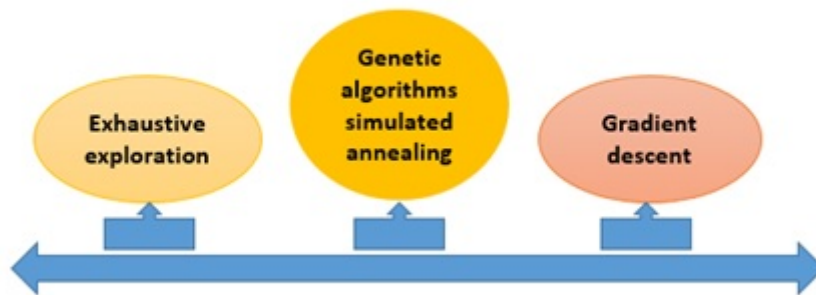 Exhaustive
exploration
Genetic
algorithms
simulated
annealing
Gradient
descent